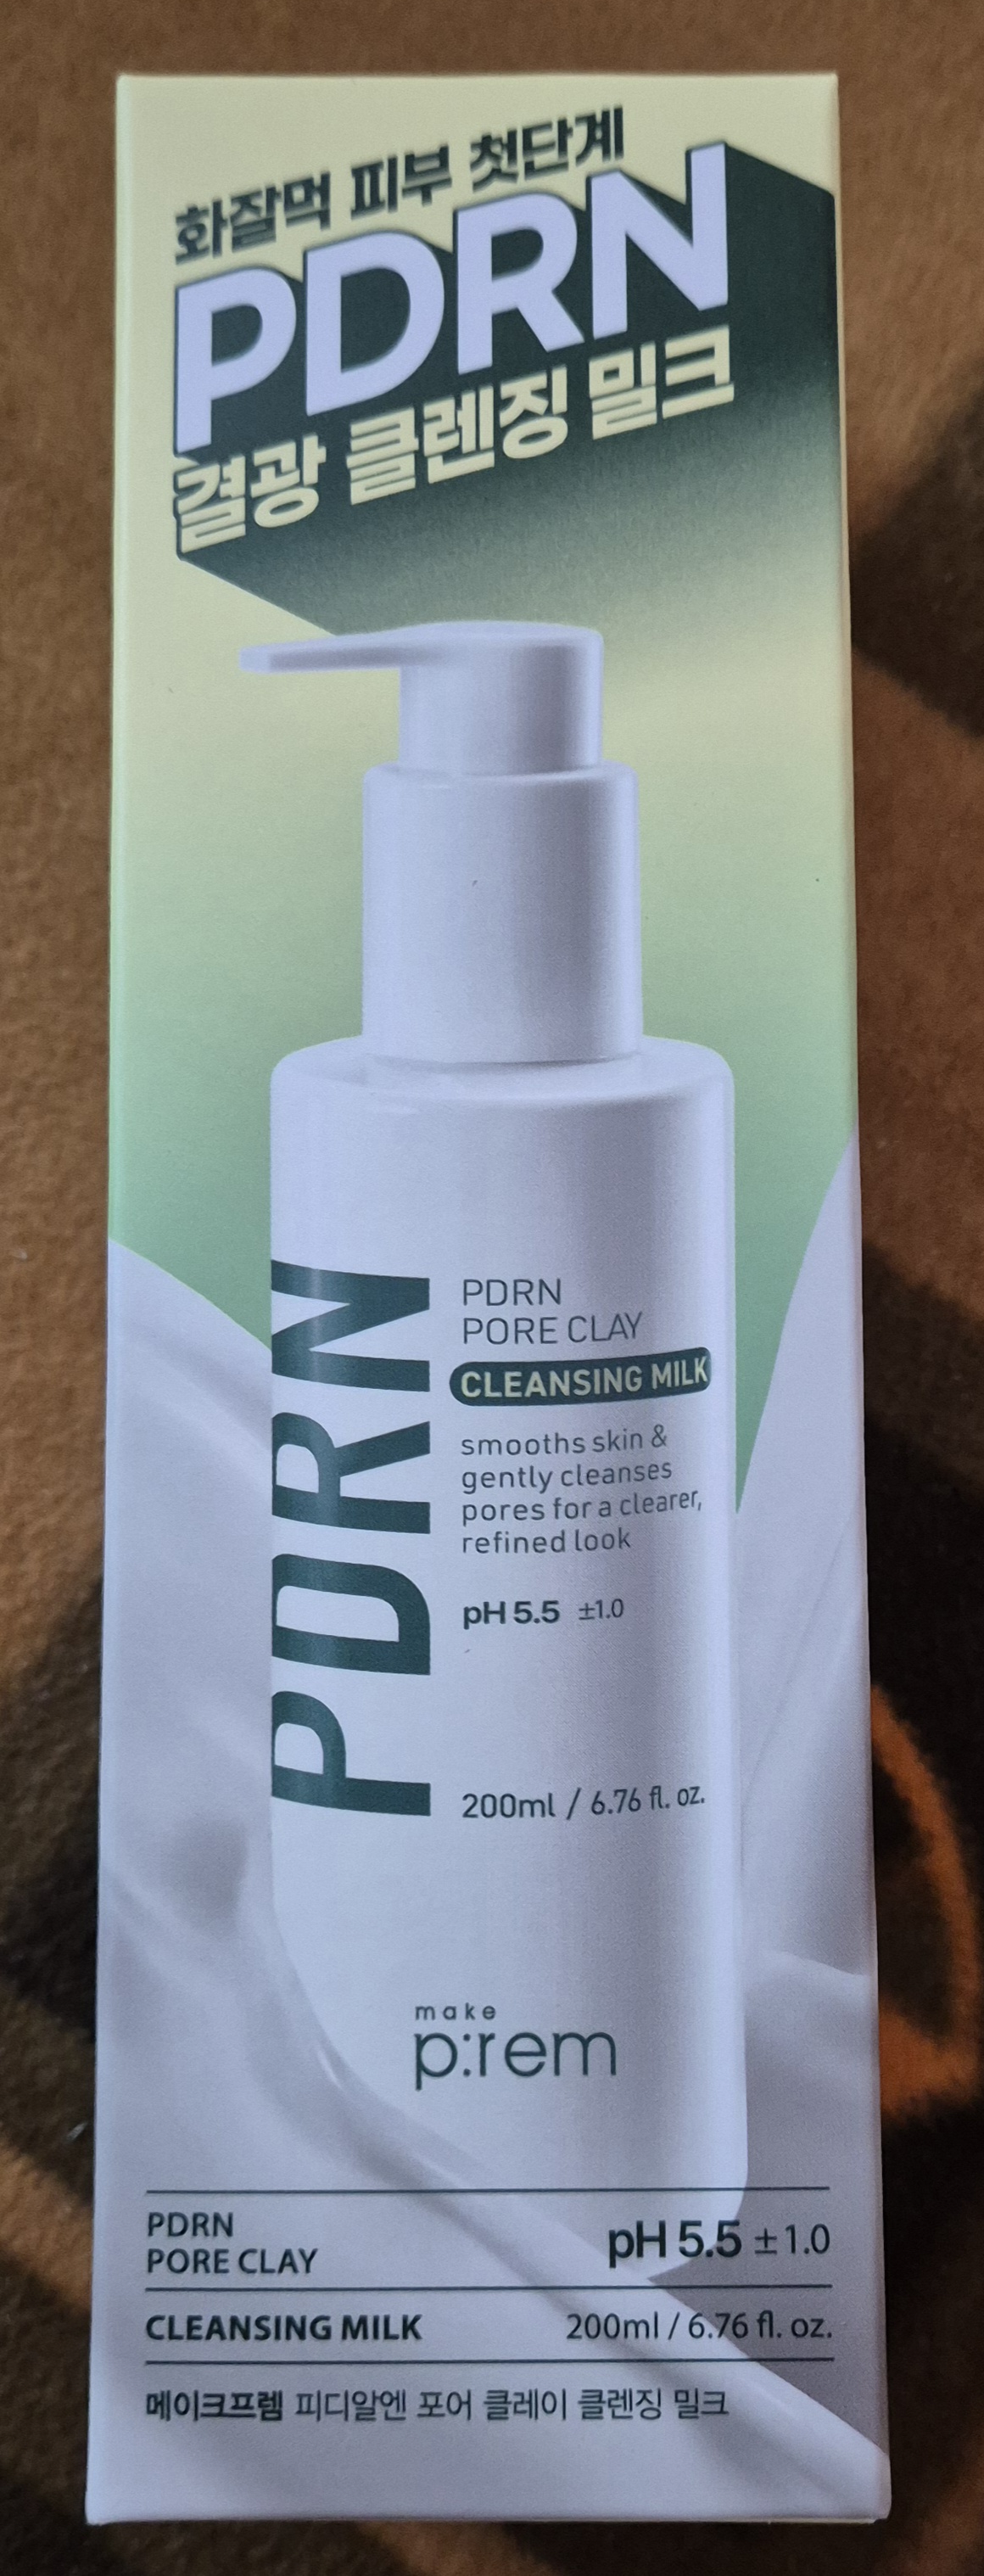 화잘먹 피부 첫단계
PDRN
결광 클렌징 밀크
PDRN
PDRN
PORE CLAY
CLEANSING MILK
smooths skin &
gently cleanses
pores for a clearer,
refined look
pH 5.5 ±1.0
200ml / 6.76 fl. oz.
make
p:rem
PDRN
PORE CLAY
pH 5.5 ±1.0
CLEANSING MILK
200ml / 6.76 fl. oz.
메이크프렘 피디알엔 포어 클레이 클렌징 밀크